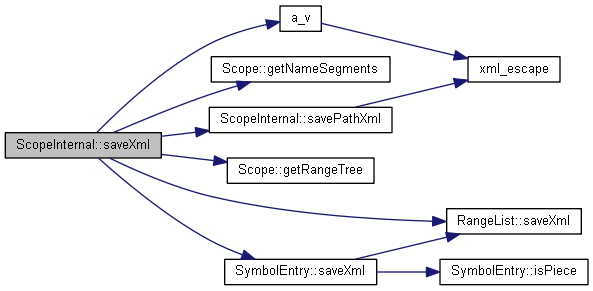 a_v
xml_escape
Scope::getNameSegments
ScopeInternal::savePathXml
ScopeInternal::saveXml
Scope::getRangeTree
RangeList::saveXml
SymbolEntry::saveXml
SymbolEntry::isPiece